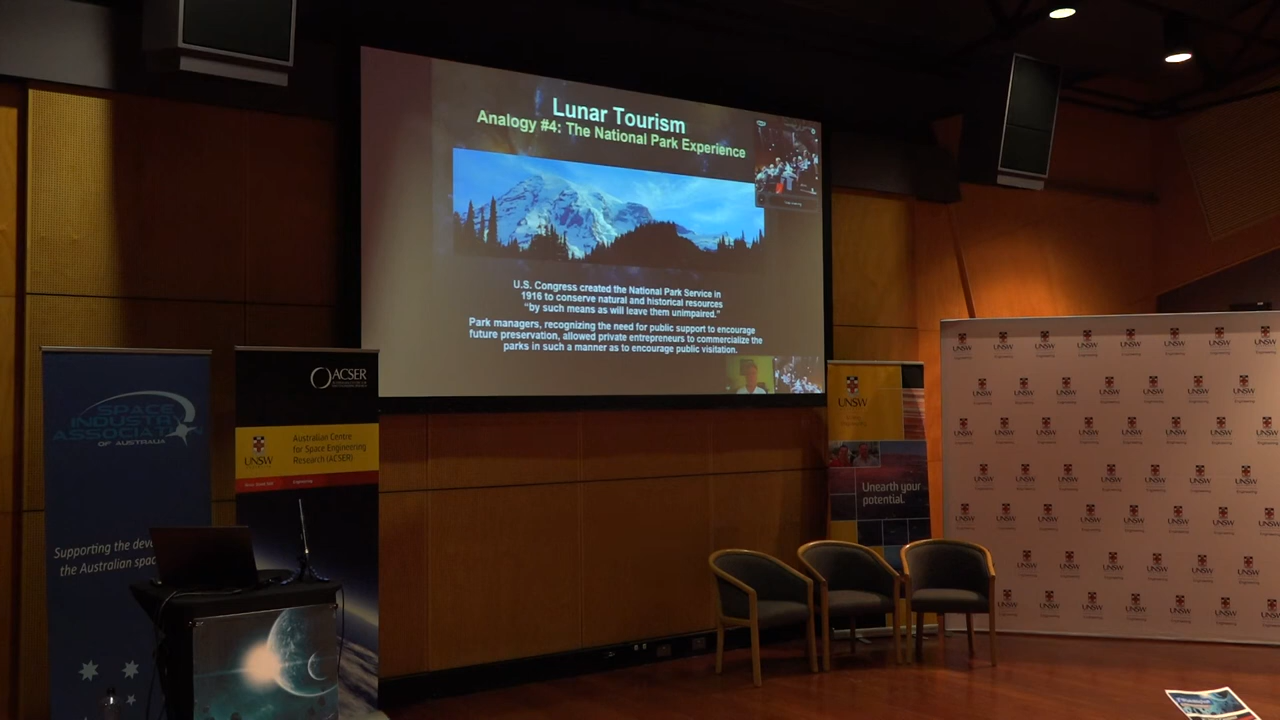 Lunar Tourism
Analogy #4: The National Park Experience
U.S. Congress created the National Park Service in
1916 to conserve natural and historical resources
"by such means as will leave them unimpaired."
Park managers, recognizing the need for public support to encourage
future preservation, allowed private entrepreneurs to commercialize the
parks in such a manner as to encourage public visitation.
SPACE
INDUSTRY
ASSOCIATION
OF AUSTRALIA
Supporting the deve
the Australian spac
ACSER
UNSW
Australian Centre
for Space Engineering
Research (ACSER)
UNSW
Unearth your
potential.
UNSW
Engineering